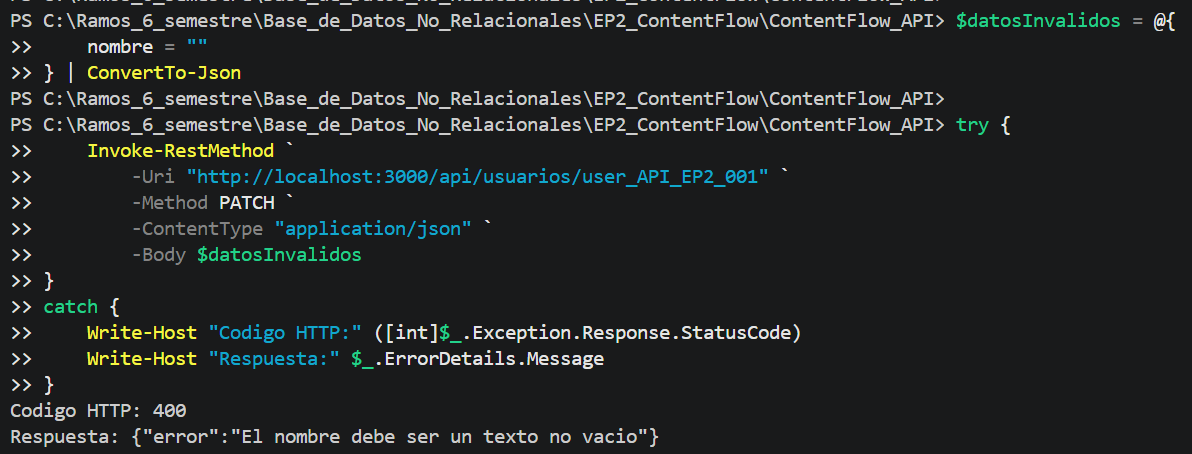 PS C:\Ramos_6_semestre\Base_de_Datos_No_Relacionales\EP2_ContentFlow\ContentFlow_API> $datosInvalidos = @{
>>     nombre = ""
>> } | ConvertTo-Json
PS C:\Ramos_6_semestre\Base_de_Datos_No_Relacionales\EP2_ContentFlow\ContentFlow_API>
PS C:\Ramos_6_semestre\Base_de_Datos_No_Relacionales\EP2_ContentFlow\ContentFlow_API> try {
>>     Invoke-RestMethod `
>>         -Uri "http://localhost:3000/api/usuarios/user_API_EP2_001" `
>>         -Method PATCH `
>>         -ContentType "application/json" `
>>         -Body $datosInvalidos
>> }
>> catch {
>>     Write-Host "Codigo HTTP:" ([int]$_.Exception.Response.StatusCode)
>>     Write-Host "Respuesta:" $_.ErrorDetails.Message
>> }
Codigo HTTP: 400
Respuesta: {"error":"El nombre debe ser un texto no vacio"}